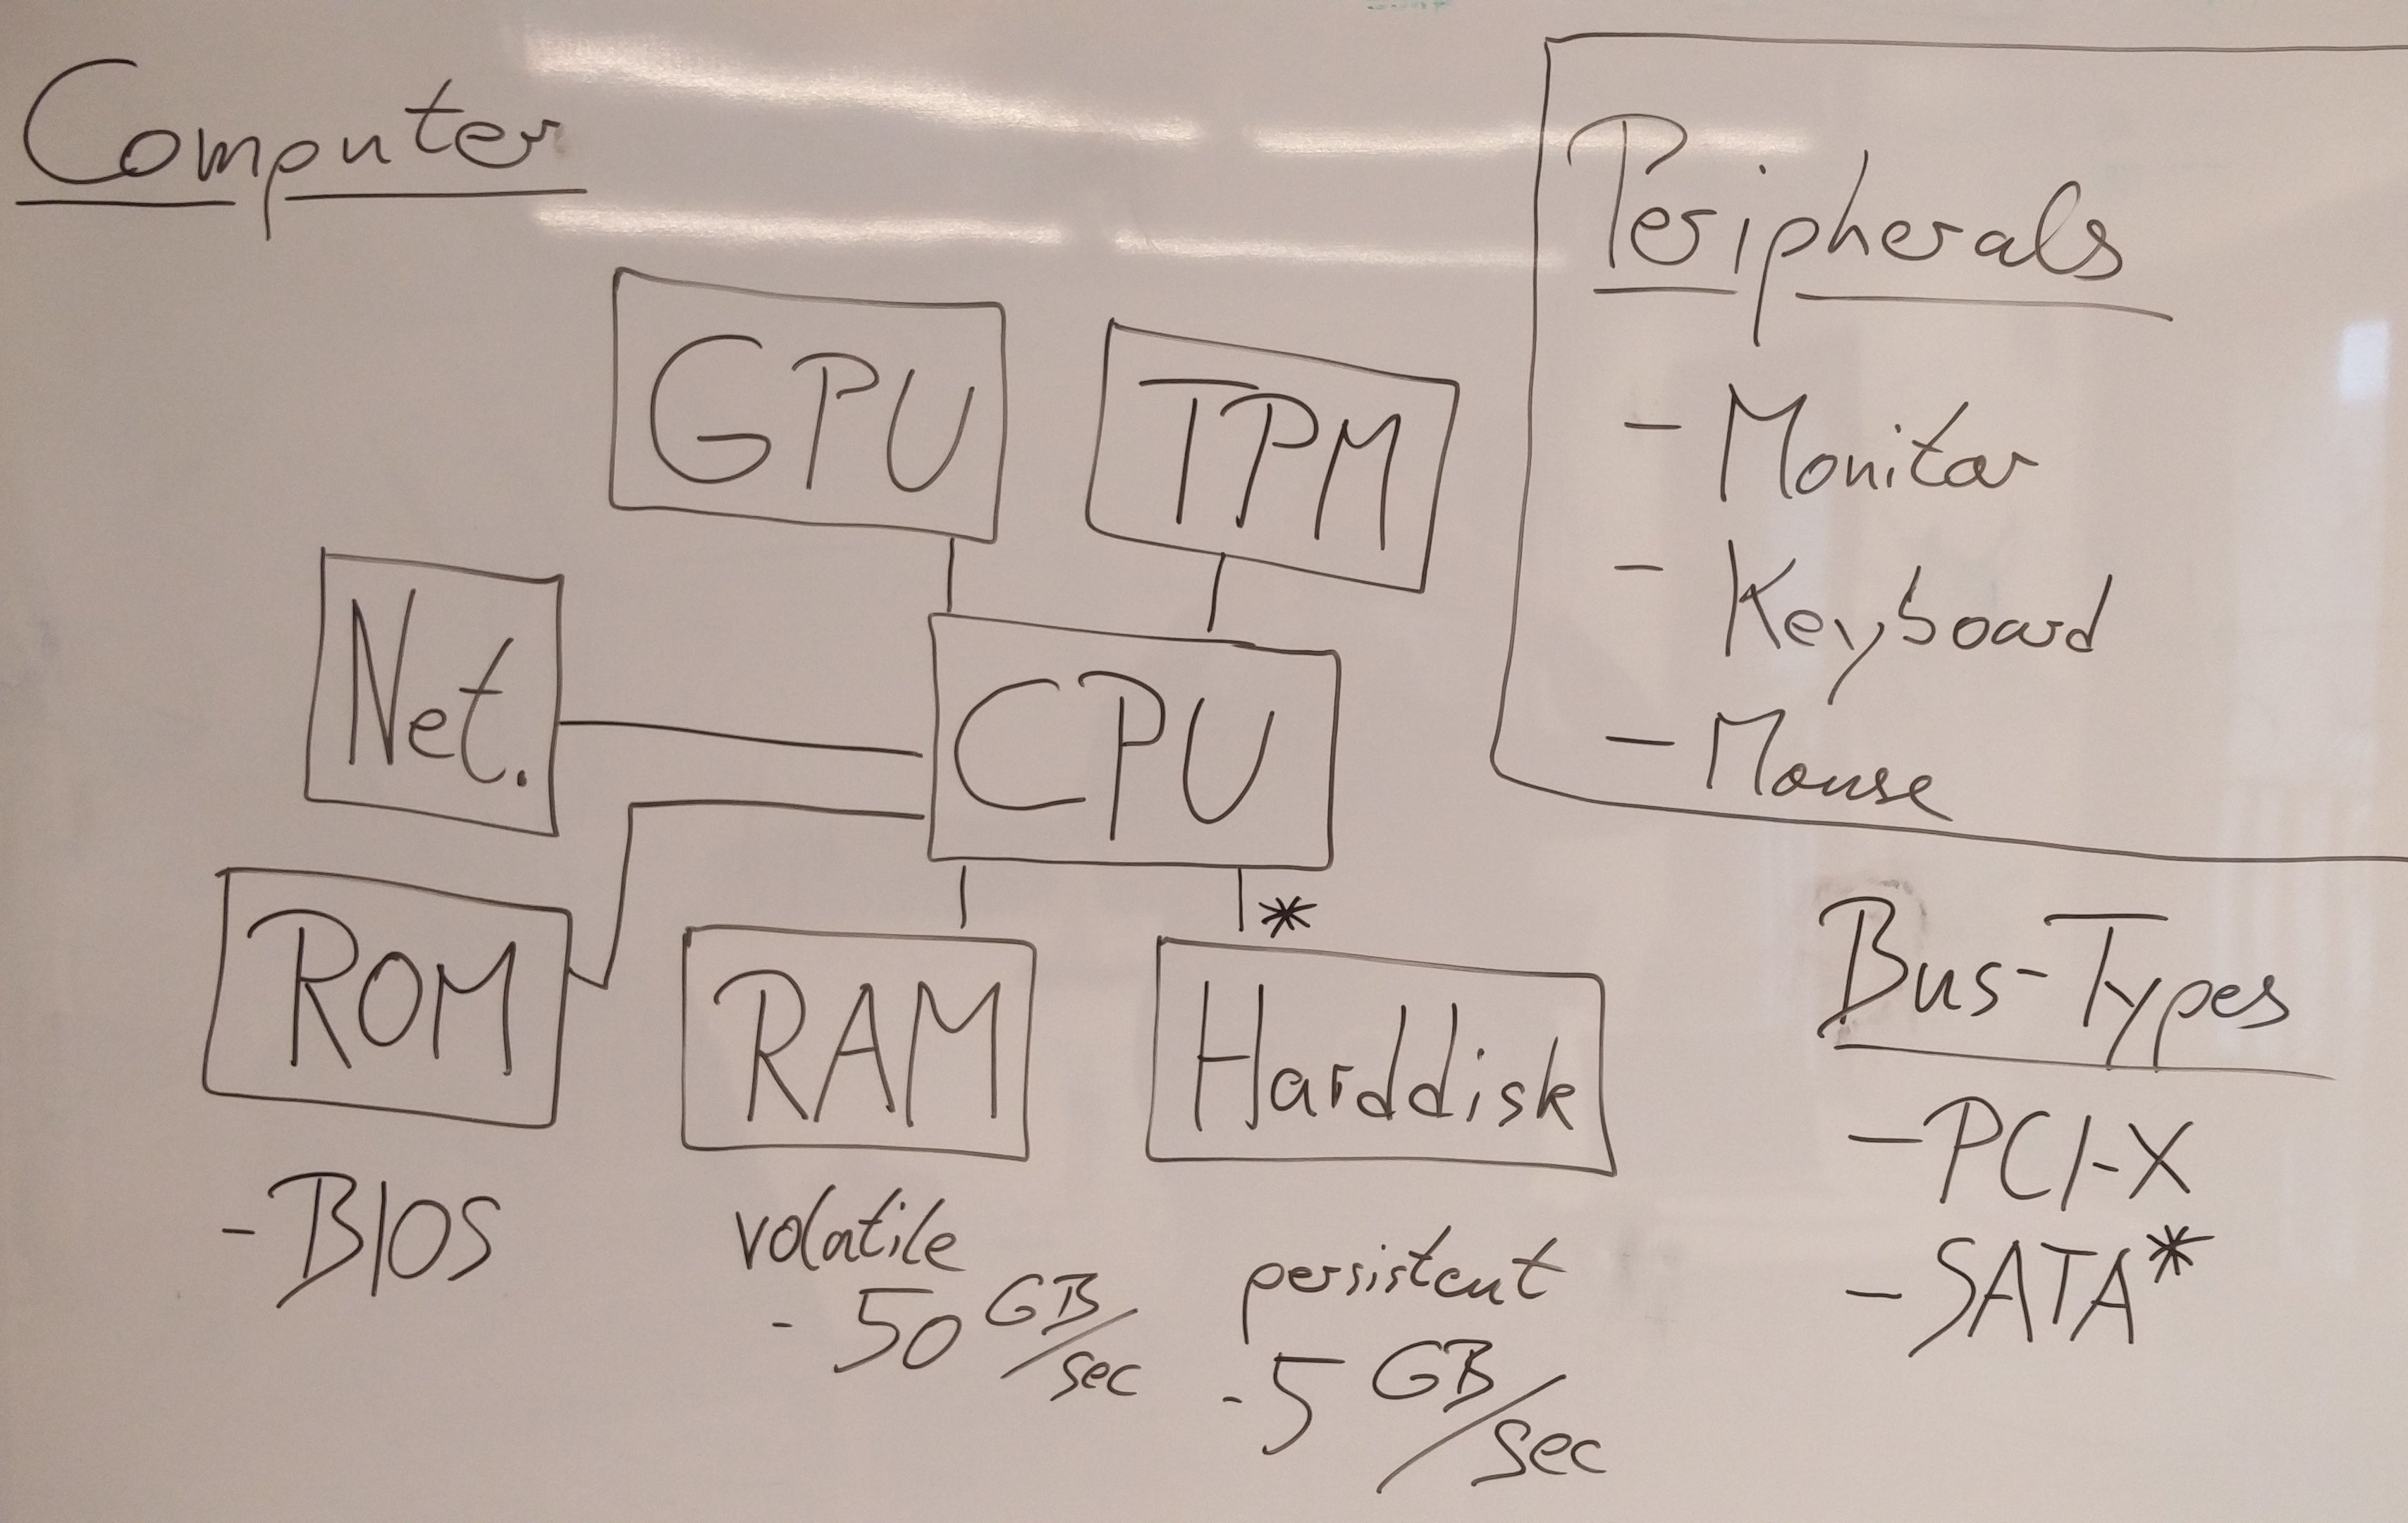 Computer
GPU
TPM
Net.
CPU
ROM
RAM
*
Harddisk
- BIOS
volatile
- 50 GB/sec
persistent
- 5 GB/sec
Peripherals
- Monitor
- Keyboard
- Mouse
Bus-Types
- PCI-X
- SATA*